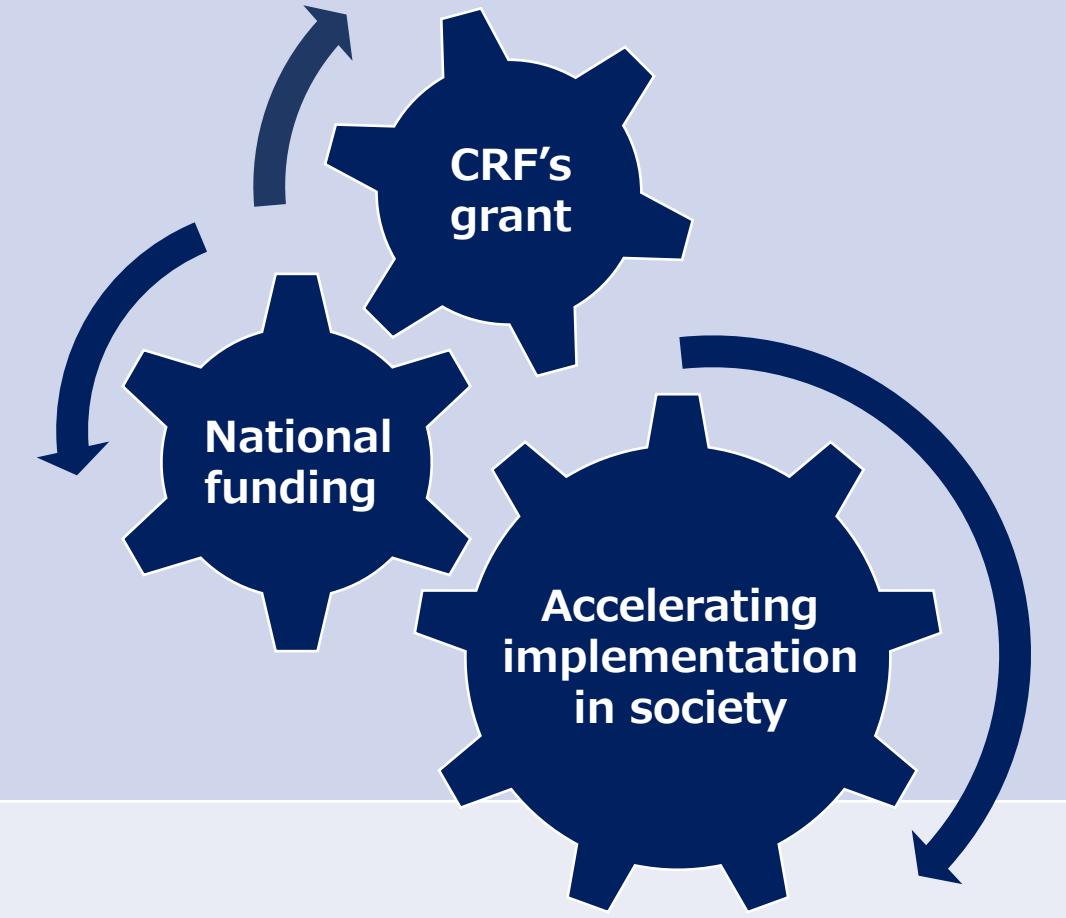 CRF’s
grant
National
funding
Accelerating
implementation
in society